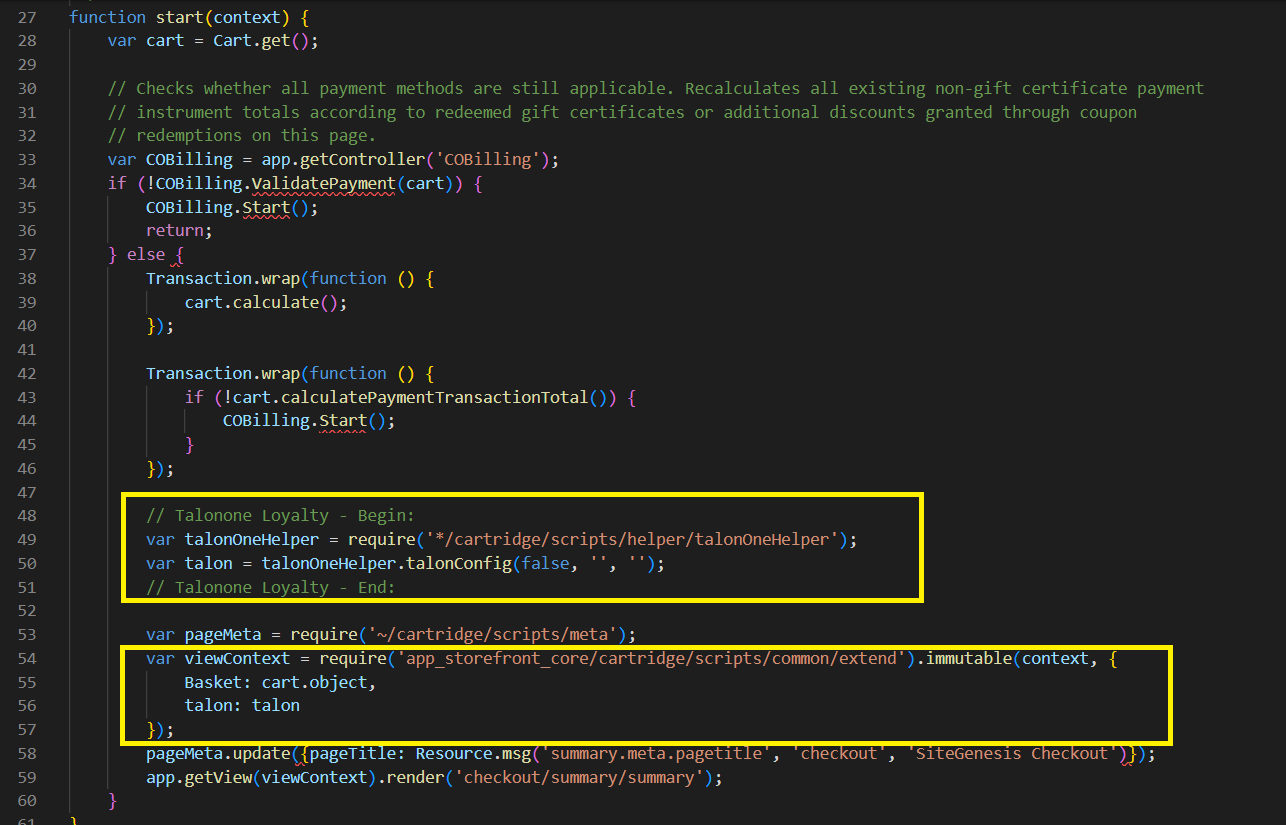 27 function start(context) {
28 var cart = Cart.get();
29
30 // Checks whether all payment methods are still applicable. Recalculates all existing non-gift certificate payment
31 // instrument totals according to redeemed gift certificates or additional discounts granted through coupon
32 // redemptions on this page.
33 var COBilling = app.getController('COBilling');
34 if (!COBilling.ValidatePayment(cart)) {
35 COBilling.Start();
36 return;
37 } else {
38 Transaction.wrap(function () {
39 cart.calculate();
40 });
41
42 Transaction.wrap(function () {
43 if (!cart.calculatePaymentTransactionTotal()) {
44 COBilling.Start();
45 }
46 });
47
48 // Talonone Loyalty - Begin:
49 var talonOneHelper = require('*/cartridge/scripts/helper/talonOneHelper');
50 var talon = talonOneHelper.talonConfig(false, '', '');
51 // Talonone Loyalty - End:
52
53 var pageMeta = require('~/cartridge/scripts/meta');
54 var viewContext = require('app_storefront_core/cartridge/scripts/common/extend').immutable(context, {
55 Basket: cart.object,
56 talon: talon
57 });
58 pageMeta.update({pageTitle: Resource.msg('summary.meta.pagetitle', 'checkout', 'SiteGenesis Checkout')});
59 app.getView(viewContext).render('checkout/summary/summary');
60 }
61 }